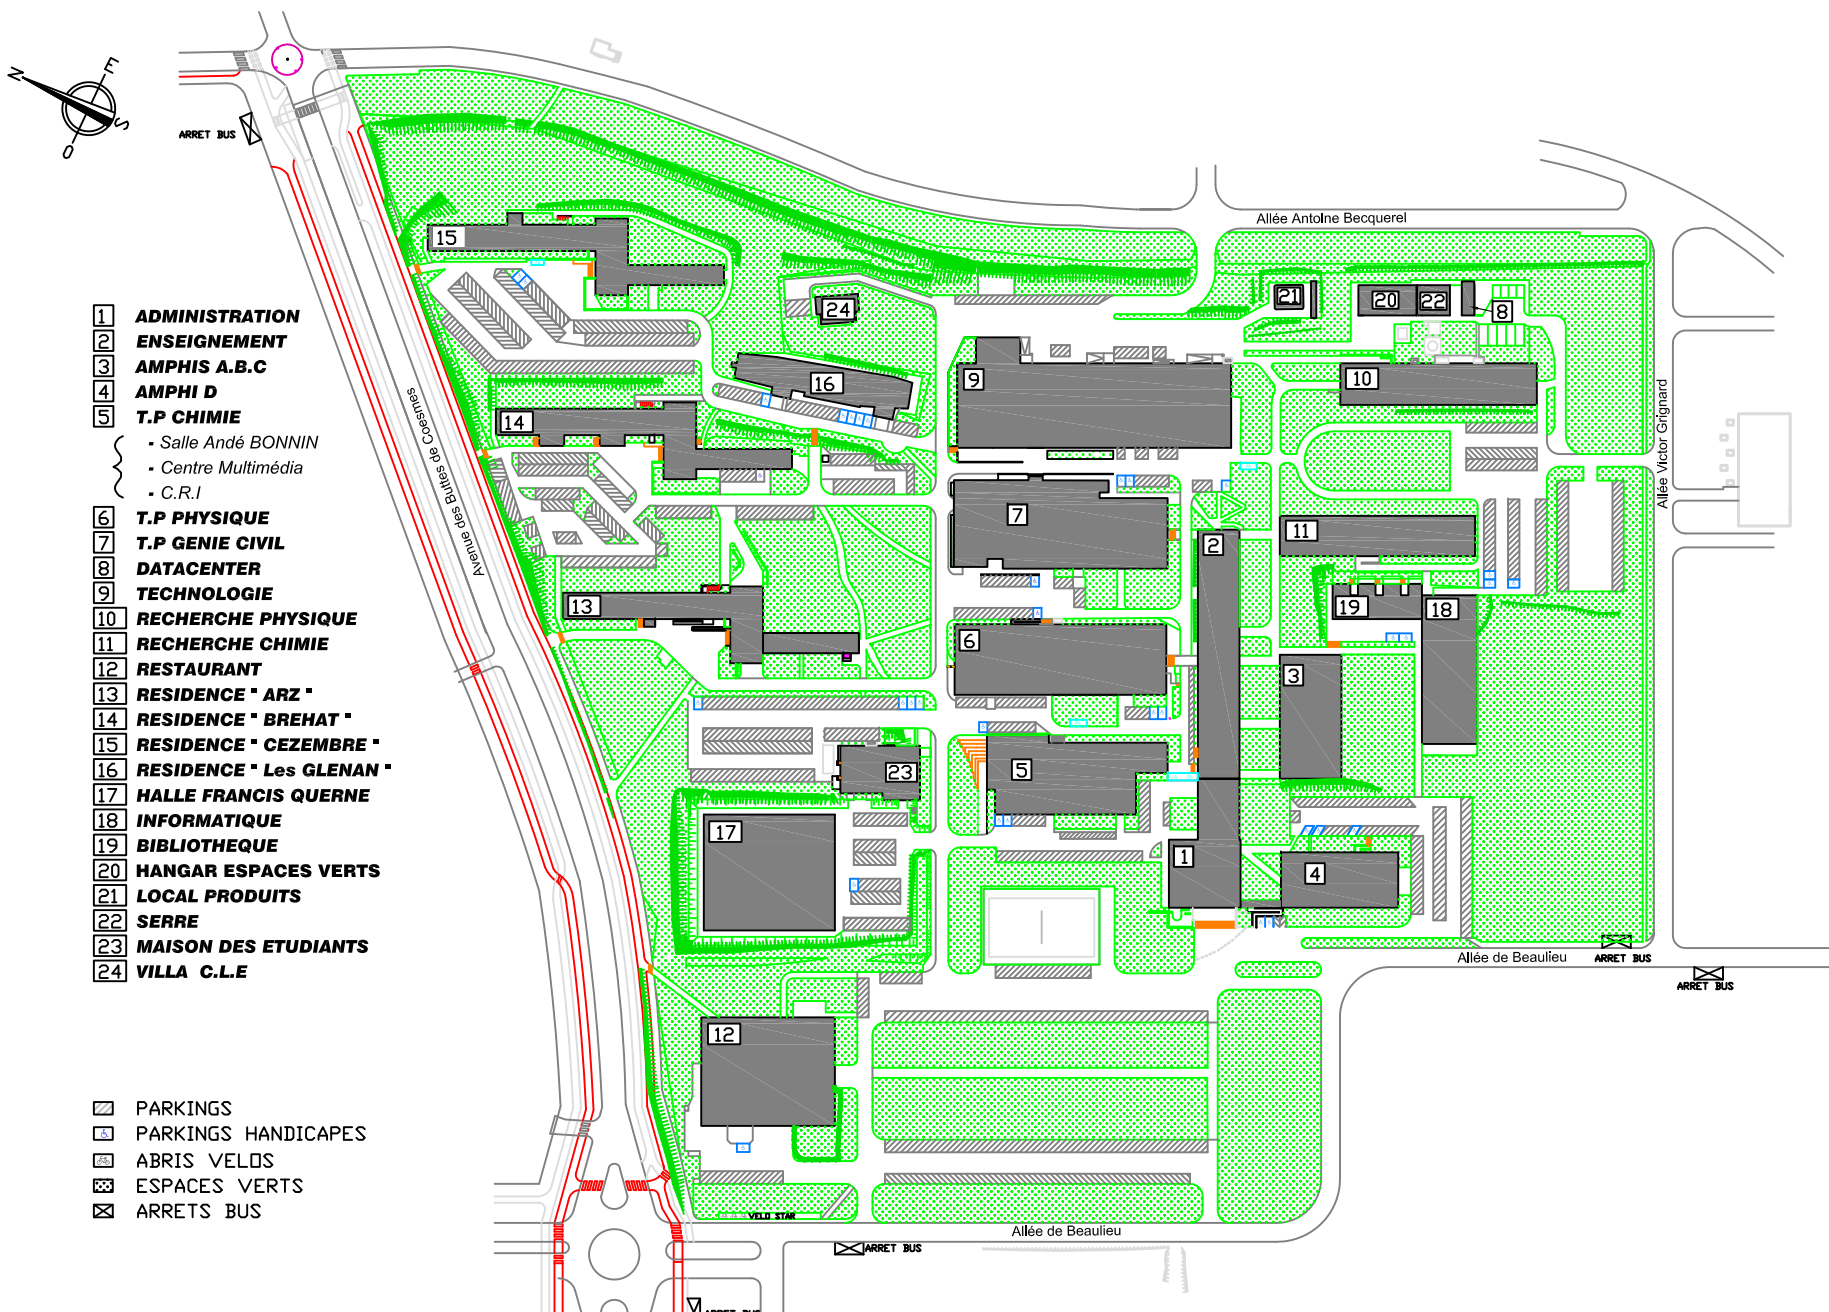 N
E
S
O
ARRET BUS
Allée Antoine Becquerel
Avenue des Buttes de Coesmes
Allée Victor Grignard
1 ADMINISTRATION
2 ENSEIGNEMENT
3 AMPHIS A.B.C
4 AMPHI D
5 T.P CHIMIE
- Salle Andé BONNIN
- Centre Multimédia
- C.R.I
6 T.P PHYSIQUE
7 T.P GENIE CIVIL
8 DATACENTER
9 TECHNOLOGIE
10 RECHERCHE PHYSIQUE
11 RECHERCHE CHIMIE
12 RESTAURANT
13 RESIDENCE " ARZ "
14 RESIDENCE " BREHAT "
15 RESIDENCE " CEZEMBRE "
16 RESIDENCE " Les GLENAN "
17 HALLE FRANCIS QUERNE
18 INFORMATIQUE
19 BIBLIOTHEQUE
20 HANGAR ESPACES VERTS
21 LOCAL PRODUITS
22 SERRE
23 MAISON DES ETUDIANTS
24 VILLA C.L.E
PARKINGS
PARKINGS HANDICAPES
ABRIS VELOS
ESPACES VERTS
ARRETS BUS
15
24
21
20
22
8
16
9
10
14
7
2
11
13
19
18
6
3
23
5
17
1
4
12
Allée de Beaulieu
ARRET BUS
ARRET BUS
VELO STAR
Allée de Beaulieu
ARRET BUS
ARRET BUS